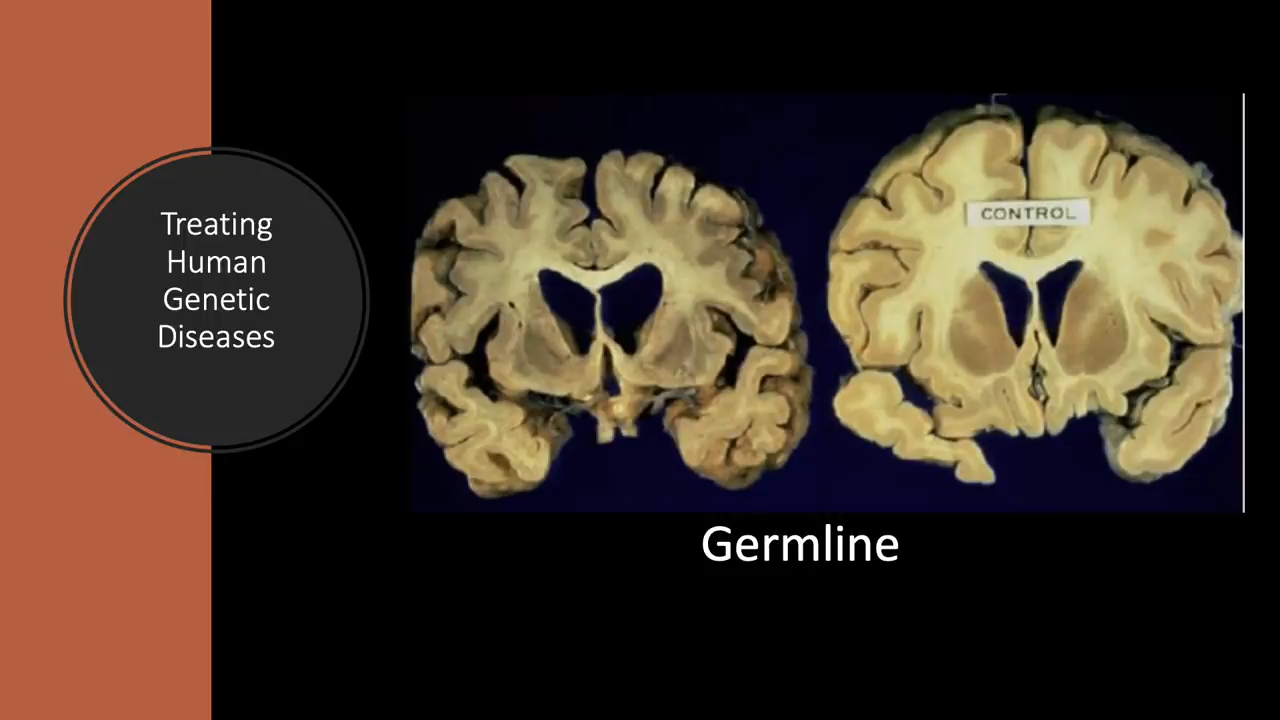 Treating
Human
Genetic
Diseases
CONTROL
Germline